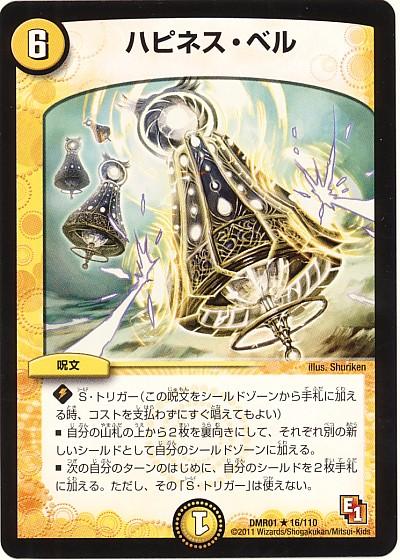 6
ハピネス・ベル
illus. Shuriken
呪文
S・トリガー(この呪文をシールドゾーンから手札に加え
る時、コストを支払わずにすぐ唱えてもよい)
■ 自分の山札の上から2枚を裏向きにして、それぞれ別の新
しいシールドとして自分のシールドゾーンに加える。
■ 次の自分のターンのはじめに、自分のシールドを2枚手札
に加える。ただし、その「S・トリガー」は使えない。
1
DMR01 ★ 16/110
©2011 Wizards/Shogakukan/Mitsui-Kids
E1